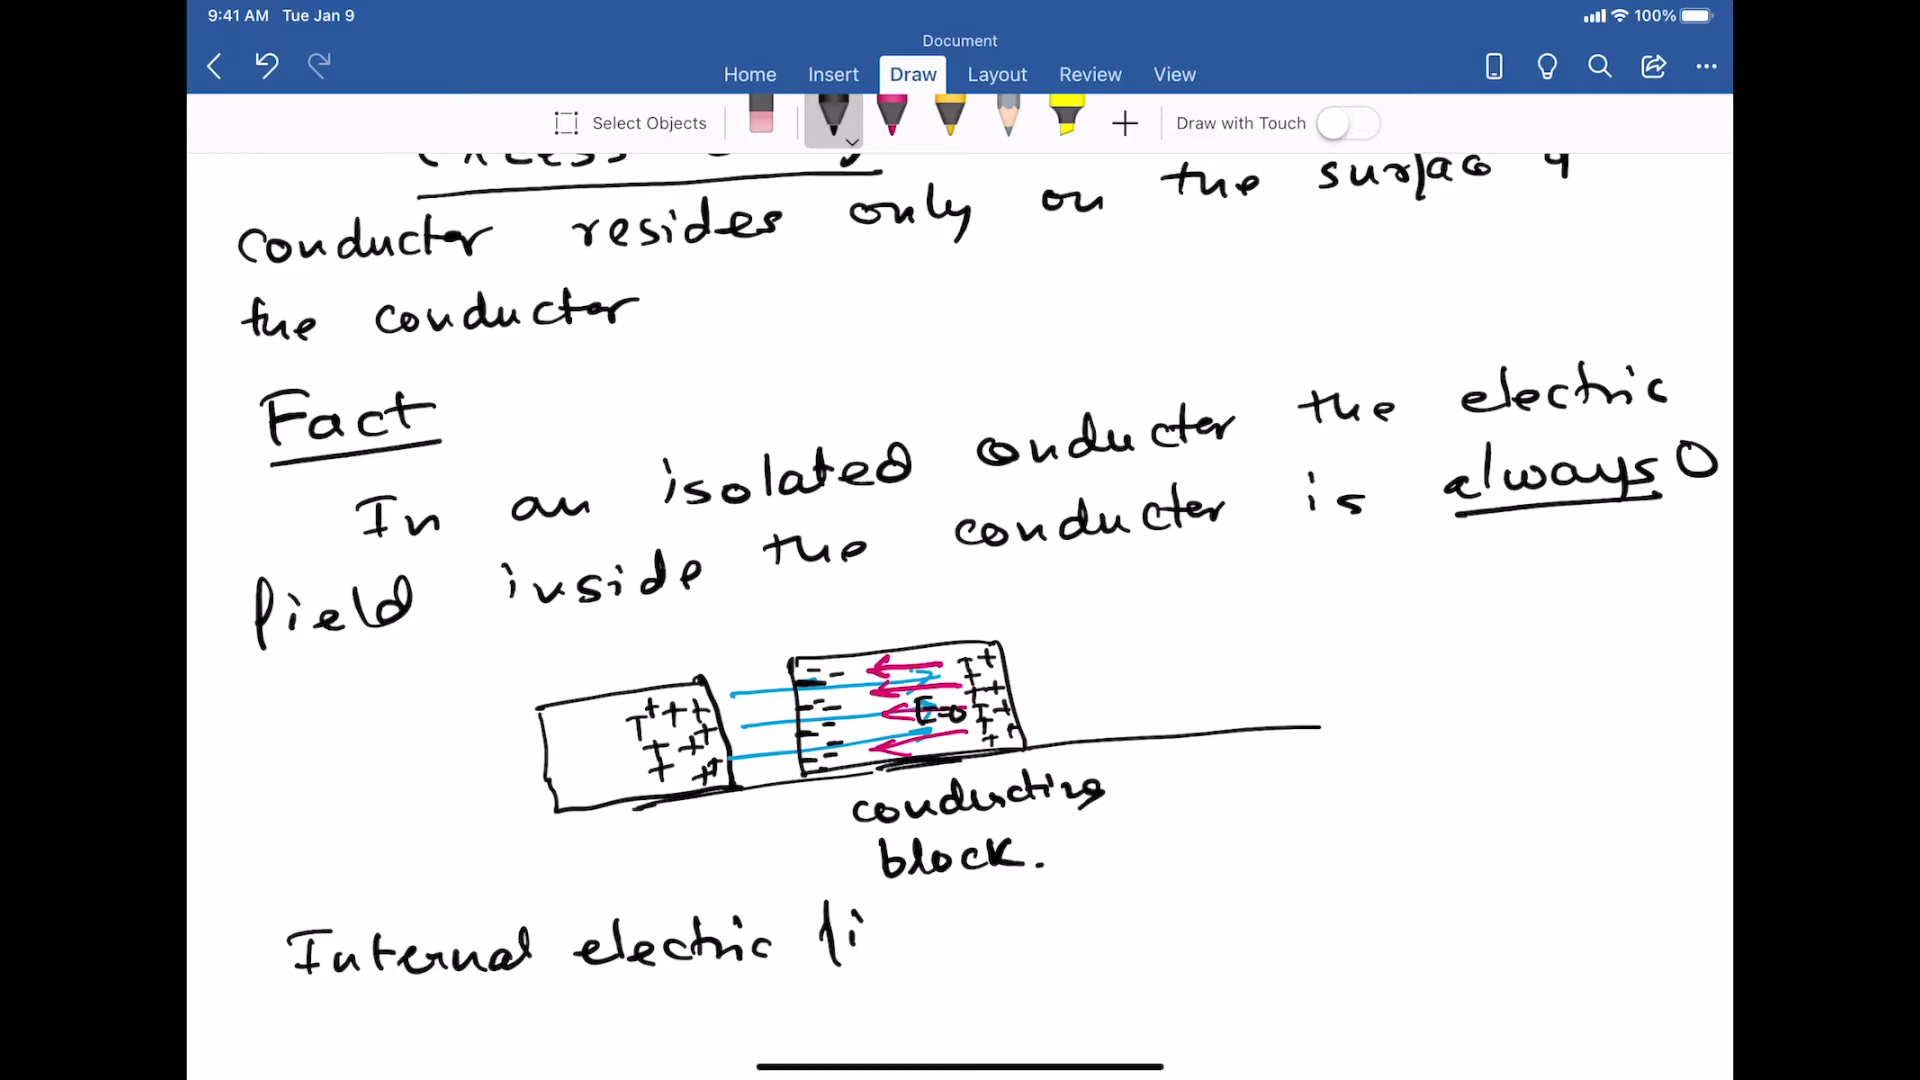 9:41 AM Tue Jan 9
100%
Document
Home Insert Draw Layout Review View
Select Objects
Draw with Touch
on the surface of
conductor resides only
the conductor
Fact
In an isolated conductor the electric
field inside the conductor is always 0
- - - - - - - - - -
+ + + + + + + + +
+ + + + + + + + + +
E=0
conducting
block.
Internal electric fi